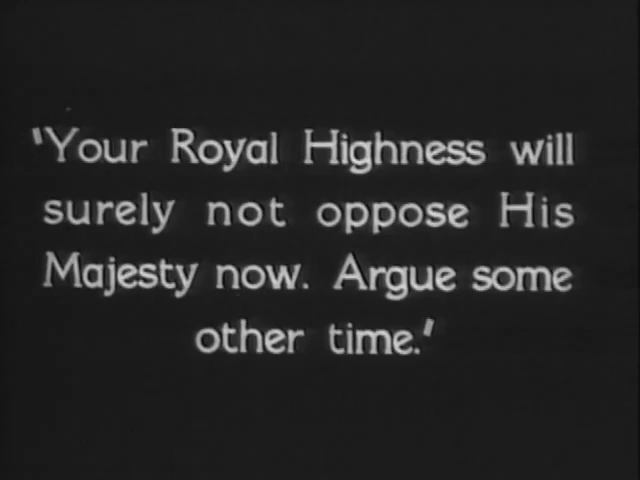 'Your Royal Highness will
surely not oppose His
Majesty now. Argue some
other time.'